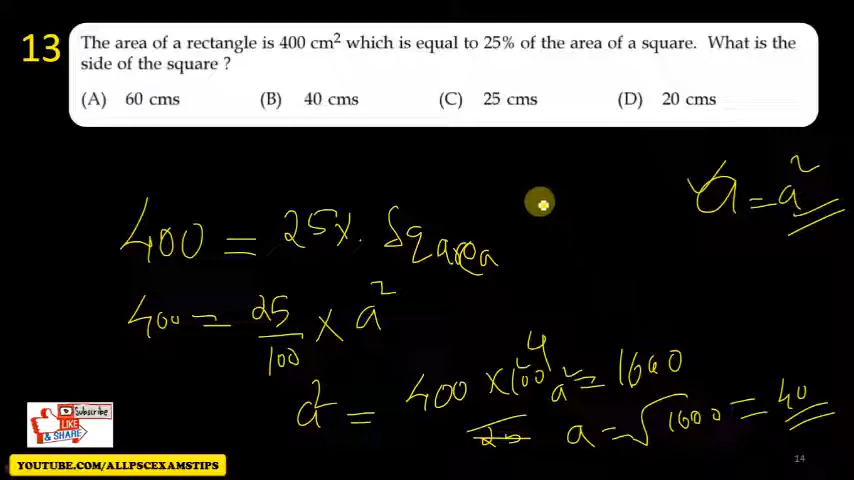 13
The area of a rectangle is 400 cm² which is equal to 25% of the area of a square. What is the
side of the square ?
(A) 60 cms (B) 40 cms (C) 25 cms (D) 20 cms
a = a²
400 = 25%. Sq area
400 = 25/100 × a²
a² = 400 × 100 4
a² = 1600
a = √1600 = 40
Subscribe
LIKE
& SHARE
YOUTUBE.COM/ALLPSCEXAMSTIPS
14